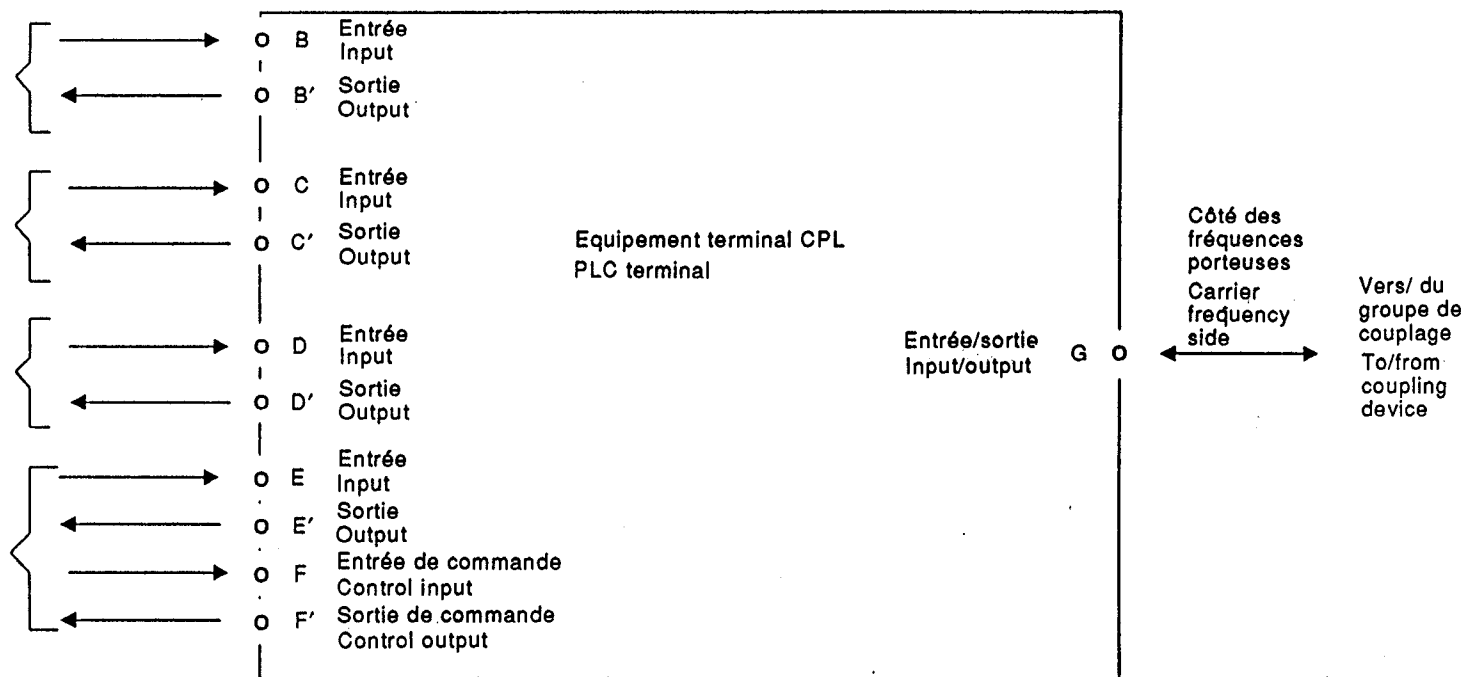 B Entrée
Input
B′ Sortie
Output
C Entrée
Input
C′ Sortie
Output
D Entrée
Input
D′ Sortie
Output
E Entrée
Input
E′ Sortie
Output
F Entrée de commande
Control input
F′ Sortie de commande
Control output
Equipement terminal CPL
PLC terminal
Entrée/sortie
Input/output
G
Côté des
fréquences
porteuses
Carrier
frequency
side
Vers/ du
groupe de
couplage
To/from
coupling
device